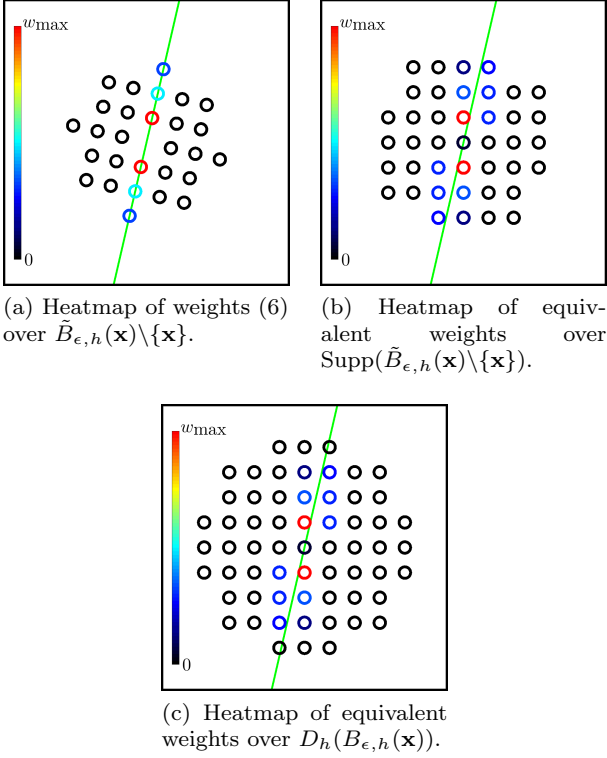 w_max
0
w_max
0
(a) Heatmap of weights (6)
over B̃_{ϵ,h}(𝐱)\{𝐱}.
(b) Heatmap of equiv-
alent weights over
Supp(B̃_{ϵ,h}(𝐱)\{𝐱}).
w_max
0
(c) Heatmap of equivalent
weights over D_h(B_{ϵ,h}(𝐱)).